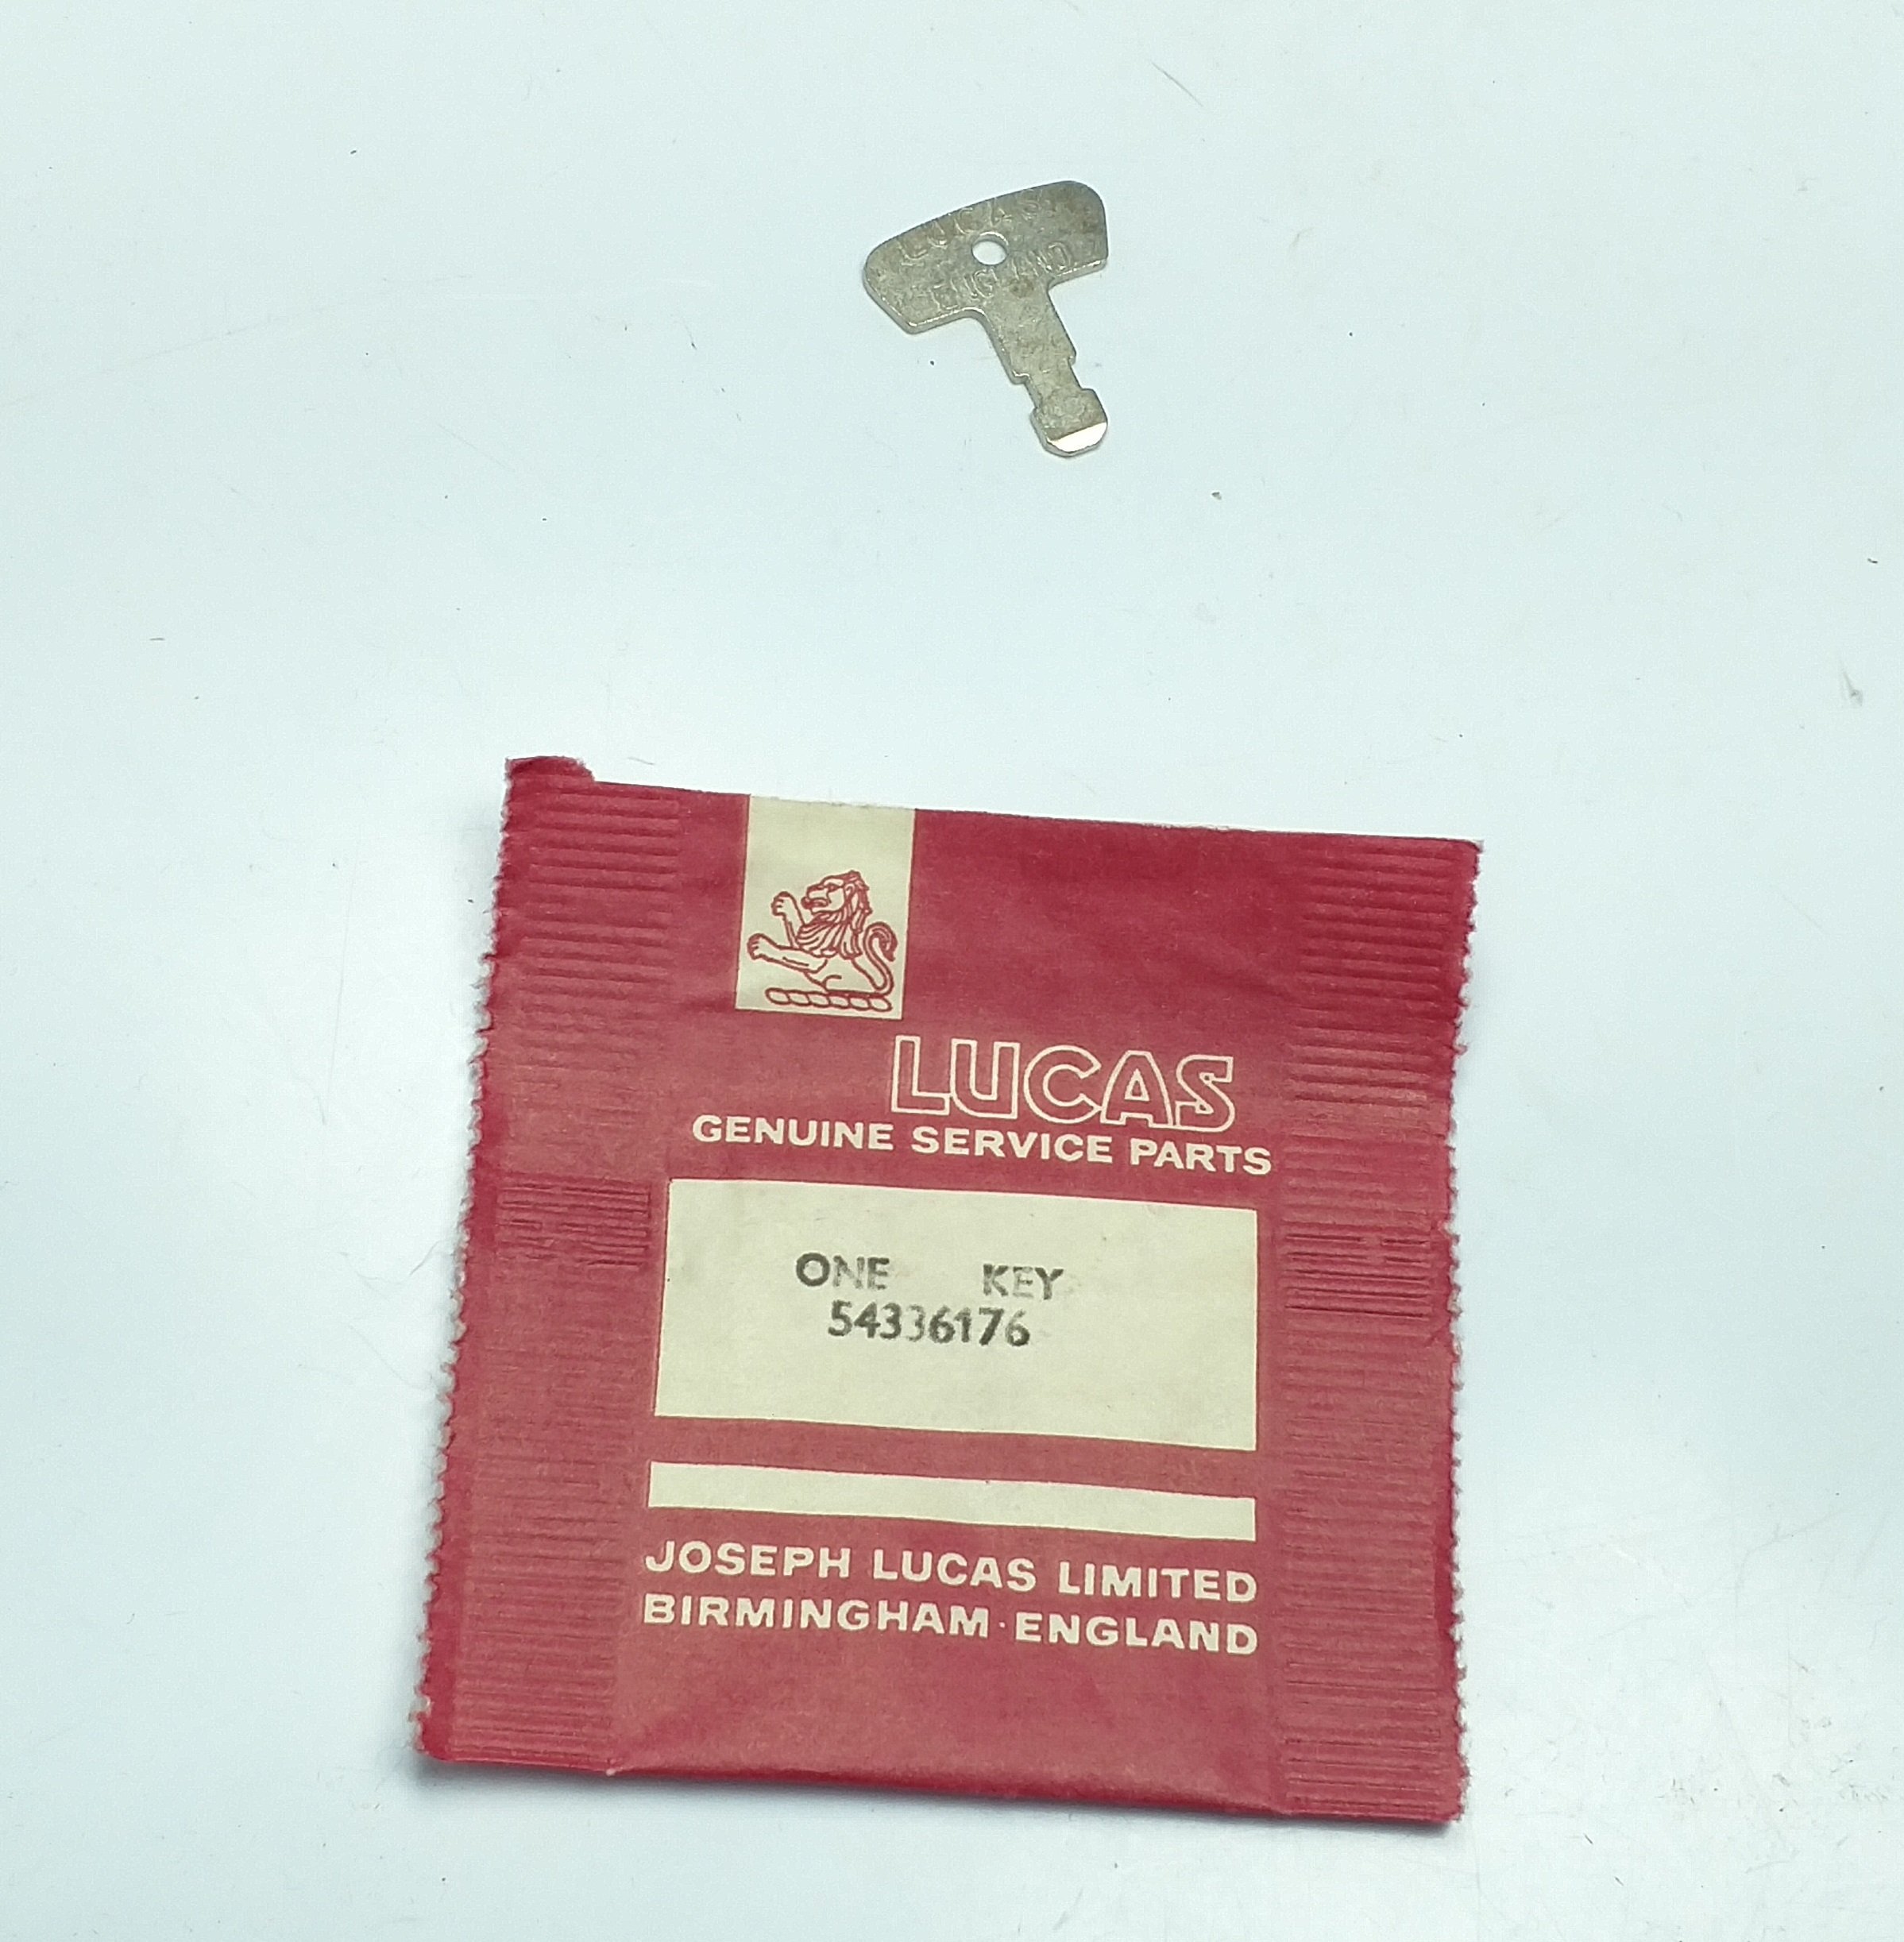 LUCAS
ENGLAND
LUCAS
GENUINE SERVICE PARTS
ONE KEY
54336176
JOSEPH LUCAS LIMITED
BIRMINGHAM · ENGLAND